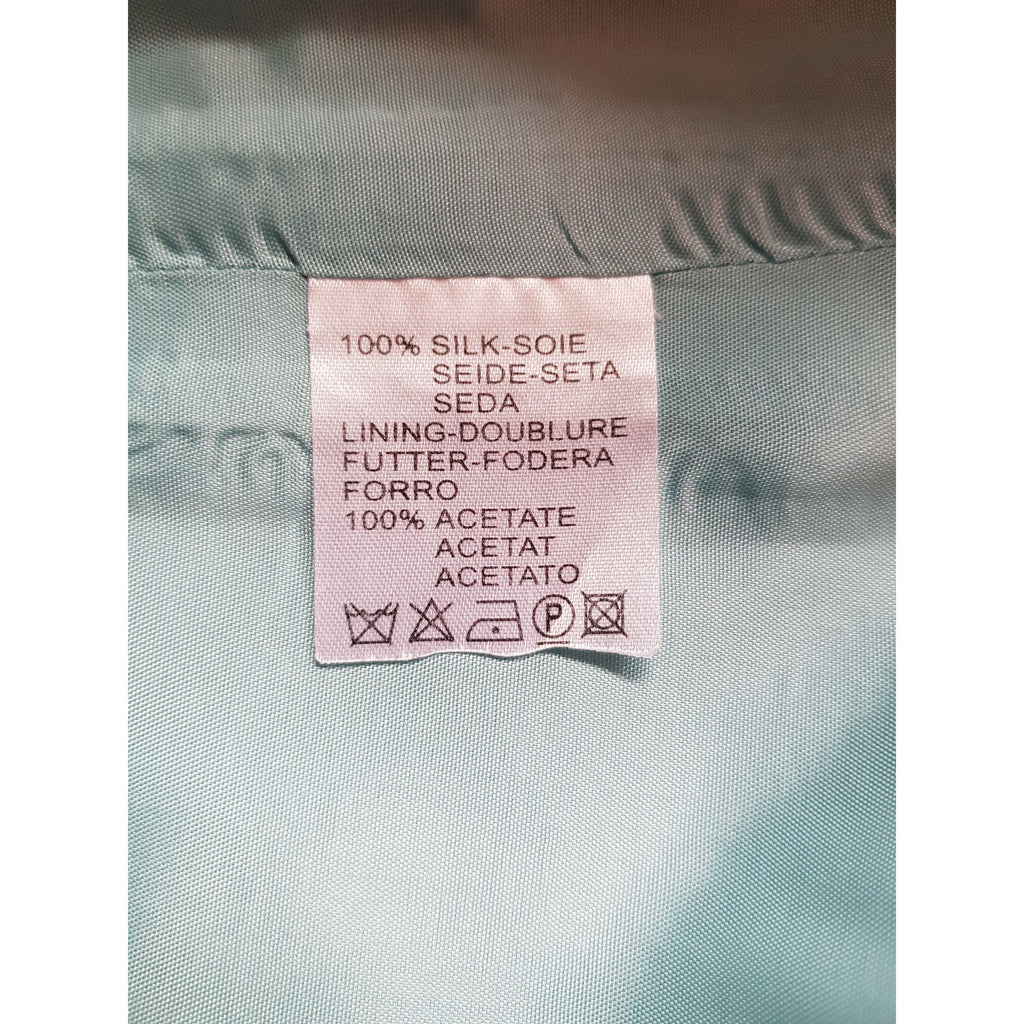 100% SILK-SOIE
SEIDE-SETA
SEDA
LINING-DOUBLURE
FUTTER-FODERA
FORRO
100% ACETATE
ACETAT
ACETATO
P